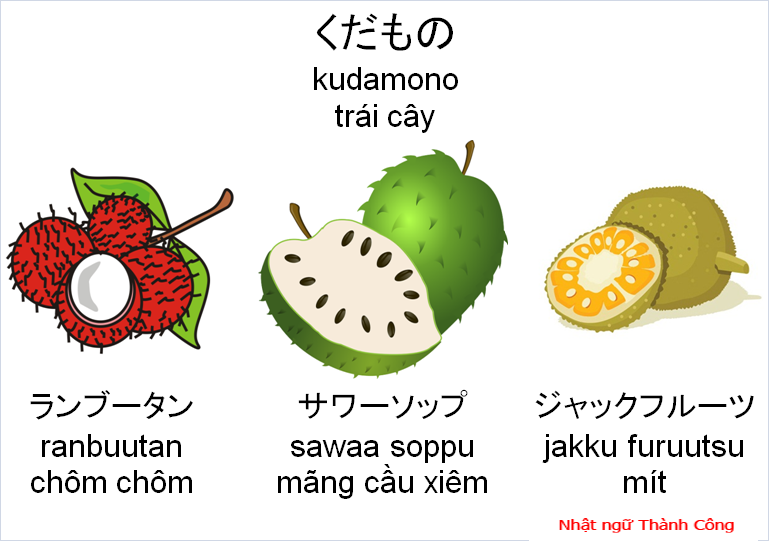 くだもの
kudamono
trái cây
ランブータン
ranbuutan
chôm chôm
サワーソップ
sawaa soppu
mãng cầu xiêm
ジャックフルーツ
jakku furuutsu
mít
Nhật ngữ Thành Công